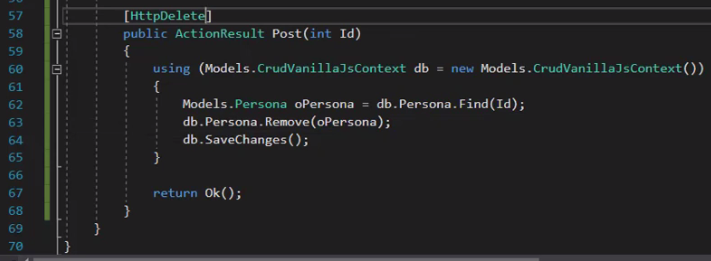 57 [HttpDelete]
58 public ActionResult Post(int Id)
59 {
60 using (Models.CrudVanillaJsContext db = new Models.CrudVanillaJsContext())
61 {
62 Models.Persona oPersona = db.Persona.Find(Id);
63 db.Persona.Remove(oPersona);
64 db.SaveChanges();
65 }
66
67 return Ok();
68 }
69 }
70 }